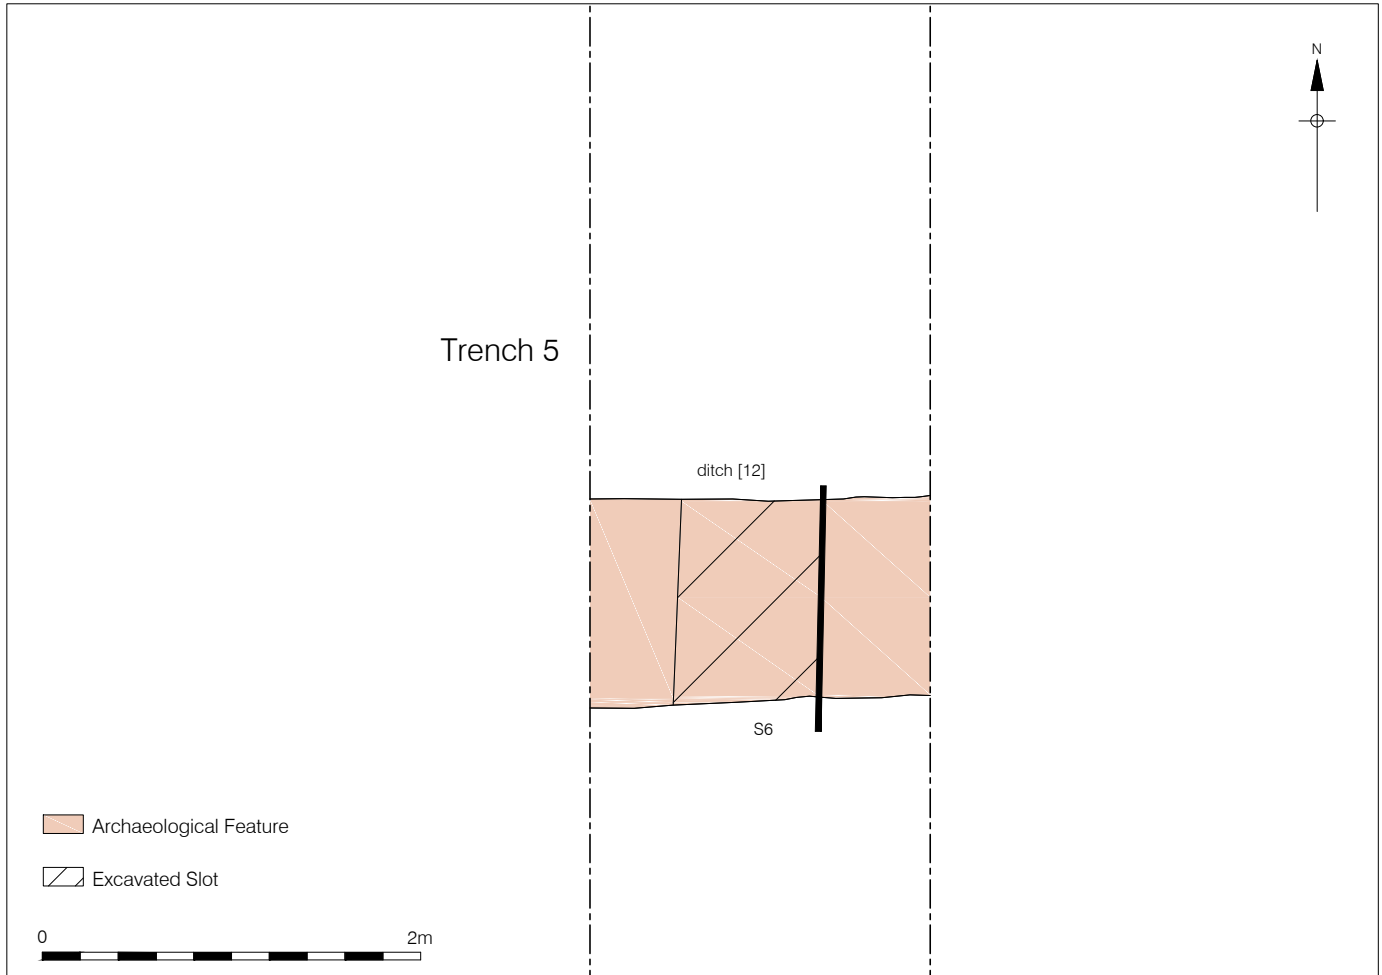 N
Trench 5
ditch [12]
S6
Archaeological Feature
Excavated Slot
0 2m